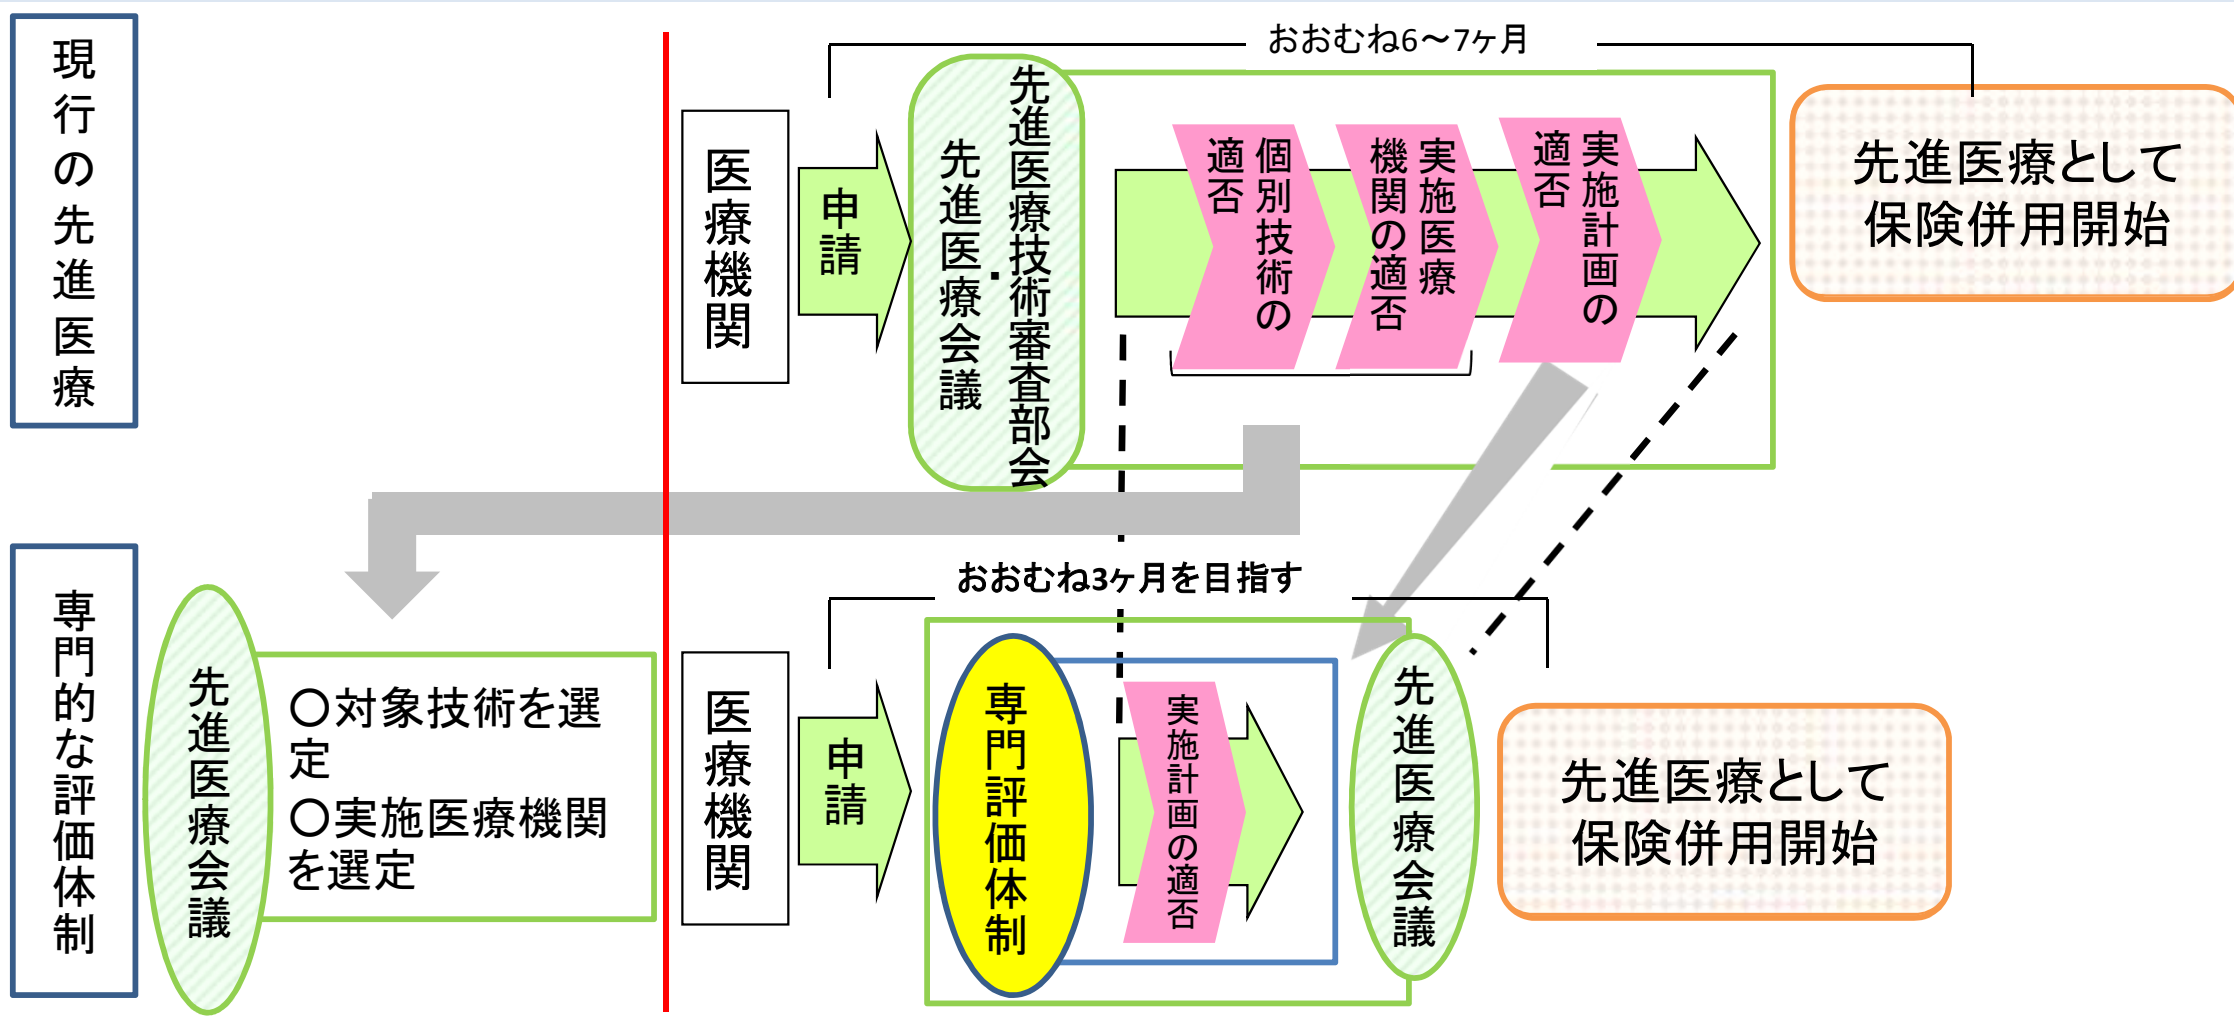 現行の先進医療
おおむね6～7ヶ月
医療機関
申請
先進医療技術審査部会
・
先進医療会議
個別技術の
適否
実施医療
機関の適否
実施計画の
適否
先進医療として
保険併用開始
専門的な評価体制
先進医療会議
〇対象技術を選
定
〇実施医療機関
を選定
おおむね3ヶ月を目指す
医療機関
申請
専門評価体制
実施計画の適否
先進医療会議
先進医療として
保険併用開始